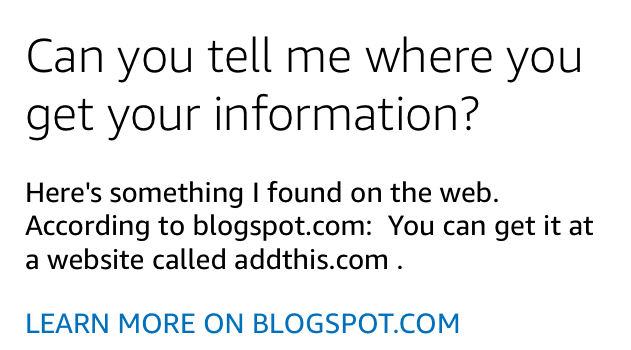 Can you tell me where you
get your information?
Here's something I found on the web.
According to blogspot.com:  You can get it at
a website called addthis.com .
LEARN MORE ON BLOGSPOT.COM